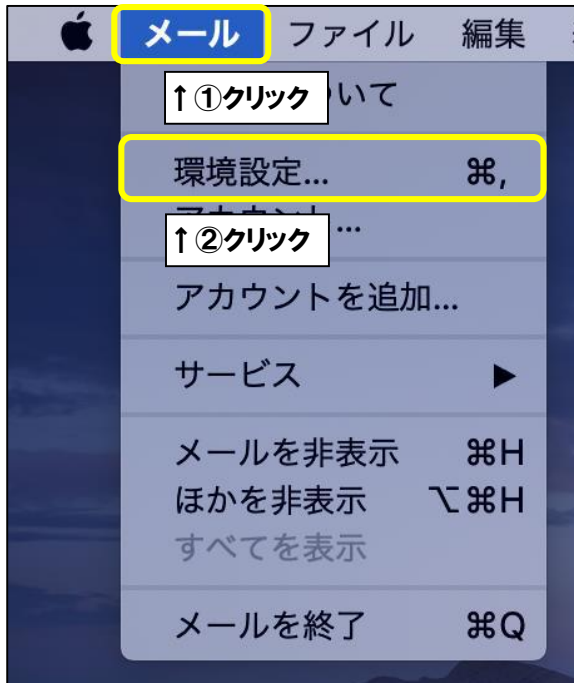 メール ファイル 編集
↑①クリック いて
環境設定... ⌘,
↑②クリック ...
アカウントを追加...
サービス ▶
メールを非表示 ⌘H
ほかを非表示 ⌥⌘H
すべてを表示
メールを終了 ⌘Q